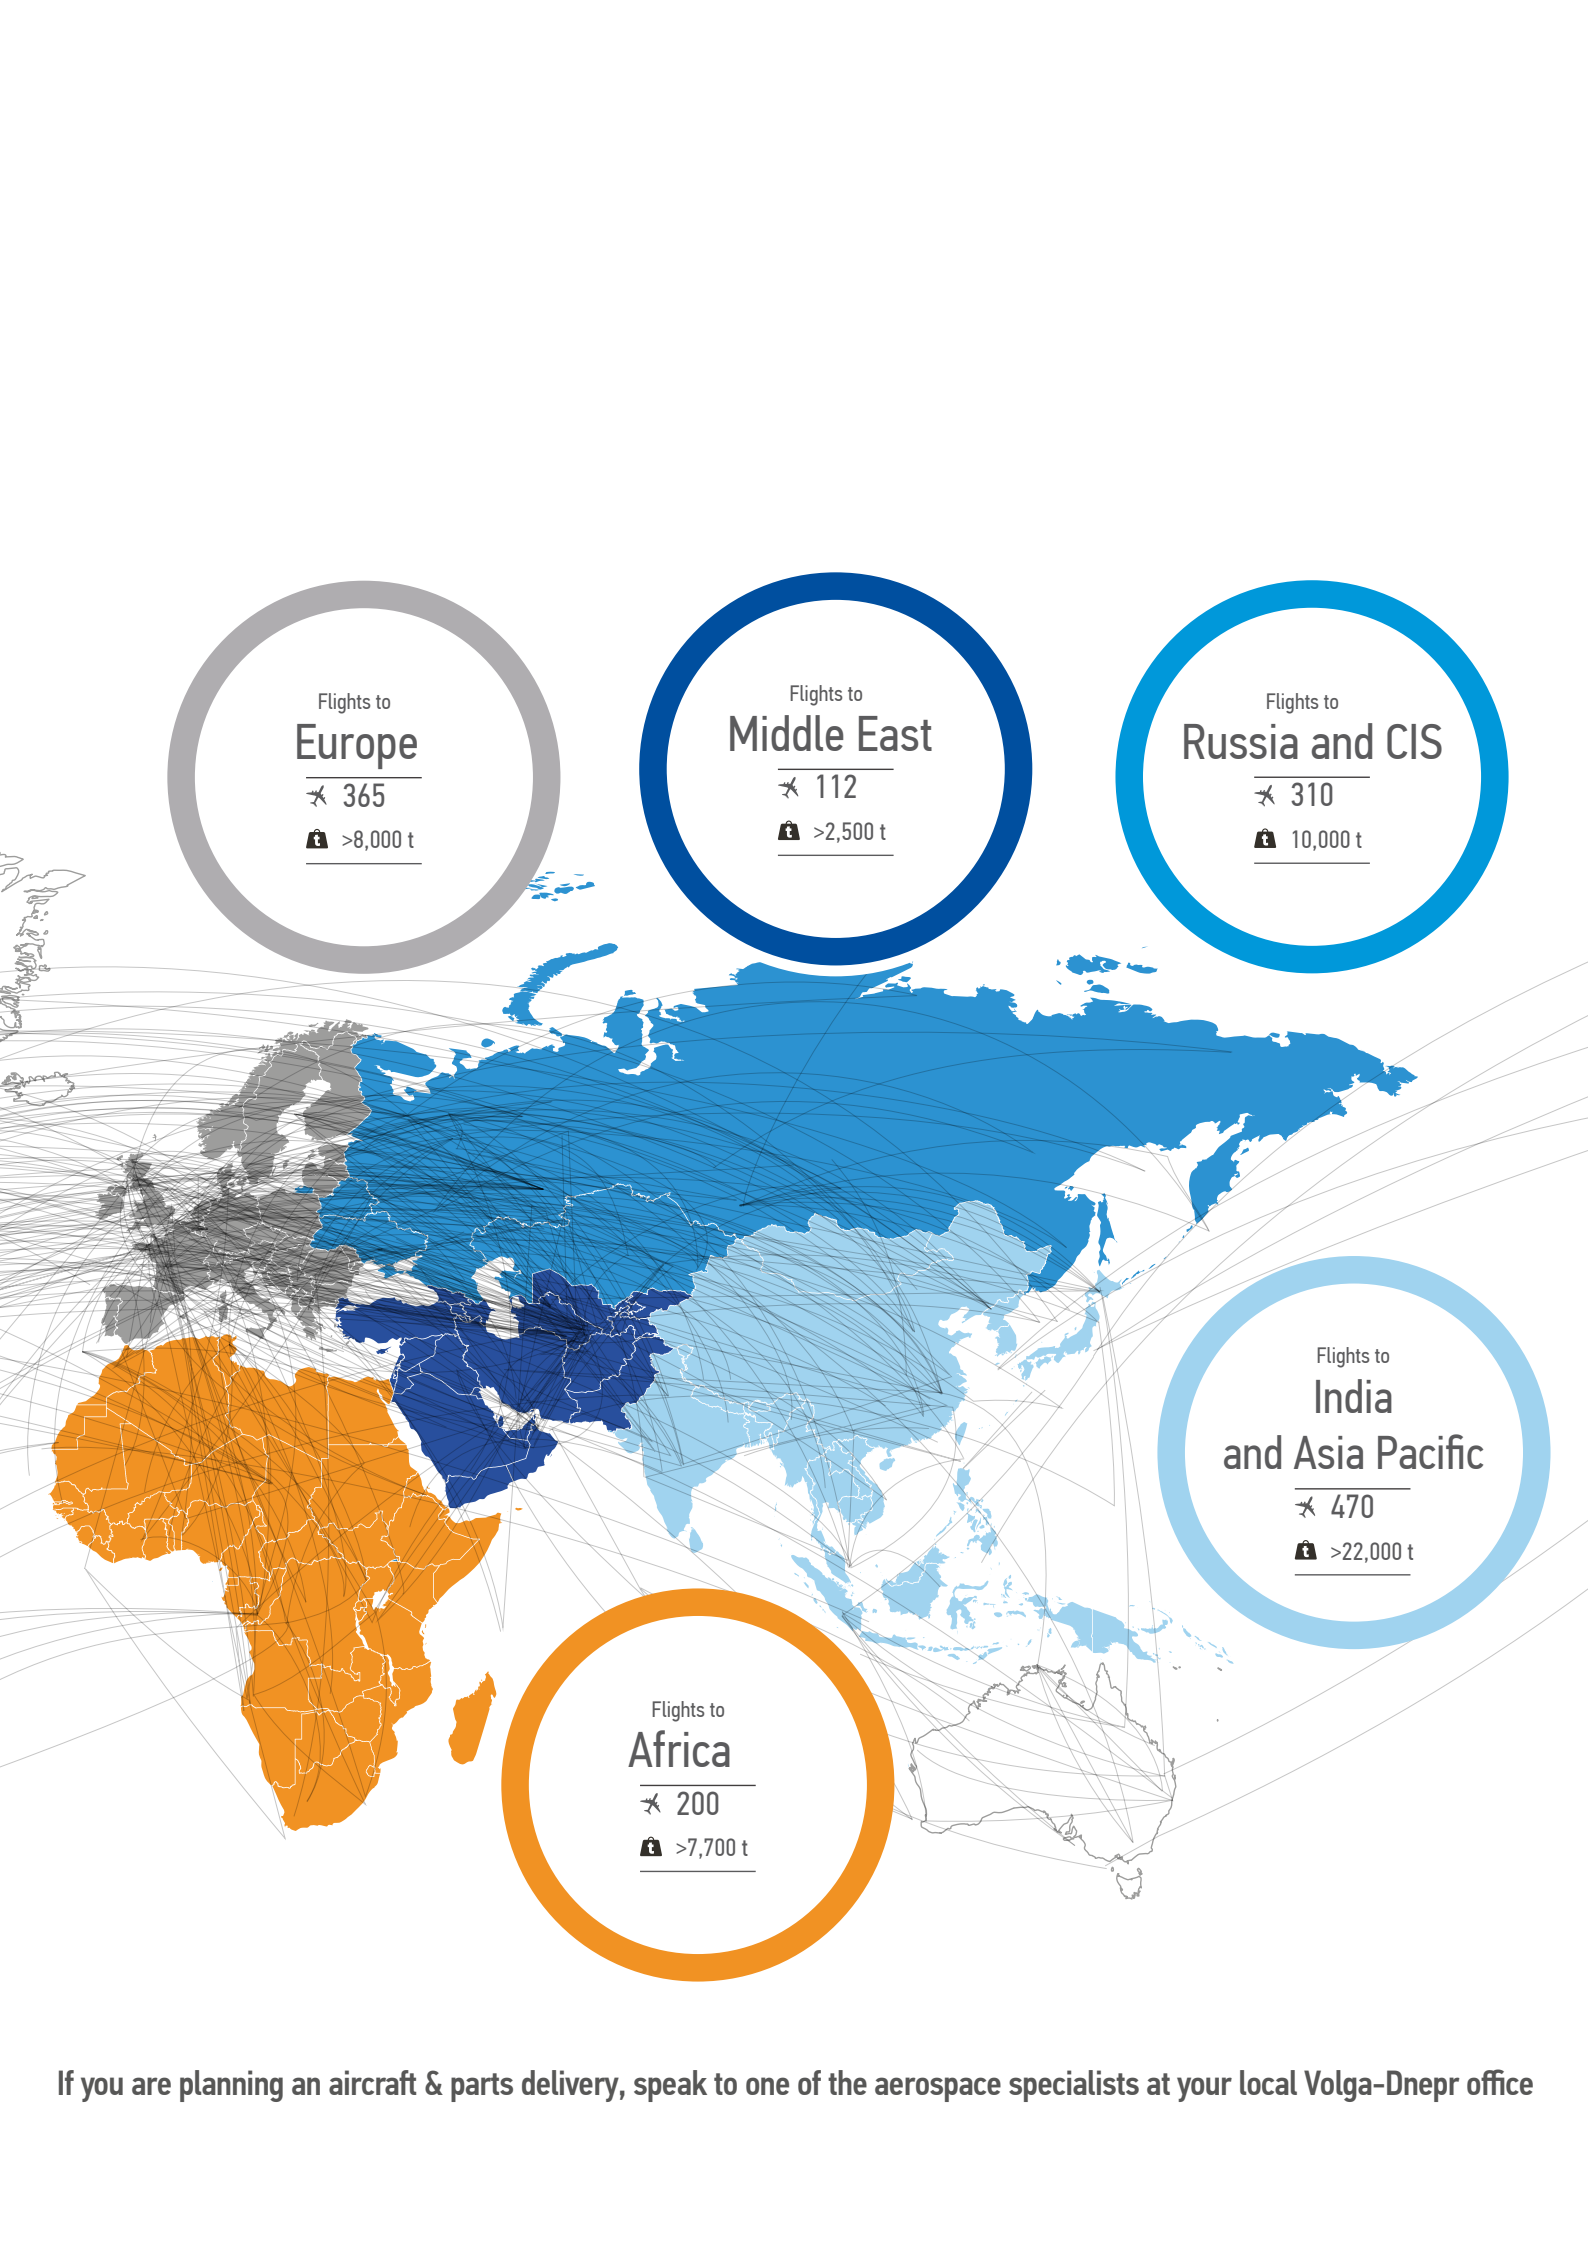 Flights to
Europe
365
t >8,000 t
Flights to
Middle East
112
t >2,500 t
Flights to
Russia and CIS
310
t 10,000 t
Flights to
India
and Asia Pacific
470
t >22,000 t
Flights to
Africa
200
t >7,700 t
If you are planning an aircraft & parts delivery, speak to one of the aerospace specialists at your local Volga-Dnepr office